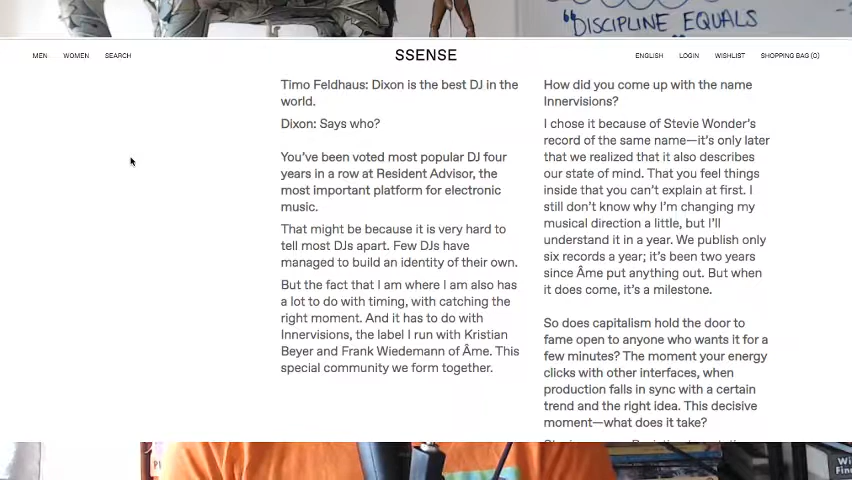 "DISCIPLINE EQUALS
MEN WOMEN SEARCH
SSENSE
ENGLISH LOGIN WISHLIST SHOPPING BAG (0)
Timo Feldhaus: Dixon is the best DJ in the
world.
Dixon: Says who?
You've been voted most popular DJ four
years in a row at Resident Advisor, the
most important platform for electronic
music.
That might be because it is very hard to
tell most DJs apart. Few DJs have
managed to build an identity of their own.
But the fact that I am where I am also has
a lot to do with timing, with catching the
right moment. And it has to do with
Innervisions, the label I run with Kristian
Beyer and Frank Wiedemann of Âme. This
special community we form together.
How did you come up with the name
Innervisions?
I chose it because of Stevie Wonder's
record of the same name—it's only later
that we realized that it also describes
our state of mind. That you feel things
inside that you can't explain at first. I
still don't know why I'm changing my
musical direction a little, but I'll
understand it in a year. We publish only
six records a year; it's been two years
since Âme put anything out. But when
it does come, it's a milestone.
So does capitalism hold the door to
fame open to anyone who wants it for a
few minutes? The moment your energy
clicks with other interfaces, when
production falls in sync with a certain
trend and the right idea. This decisive
moment—what does it take?